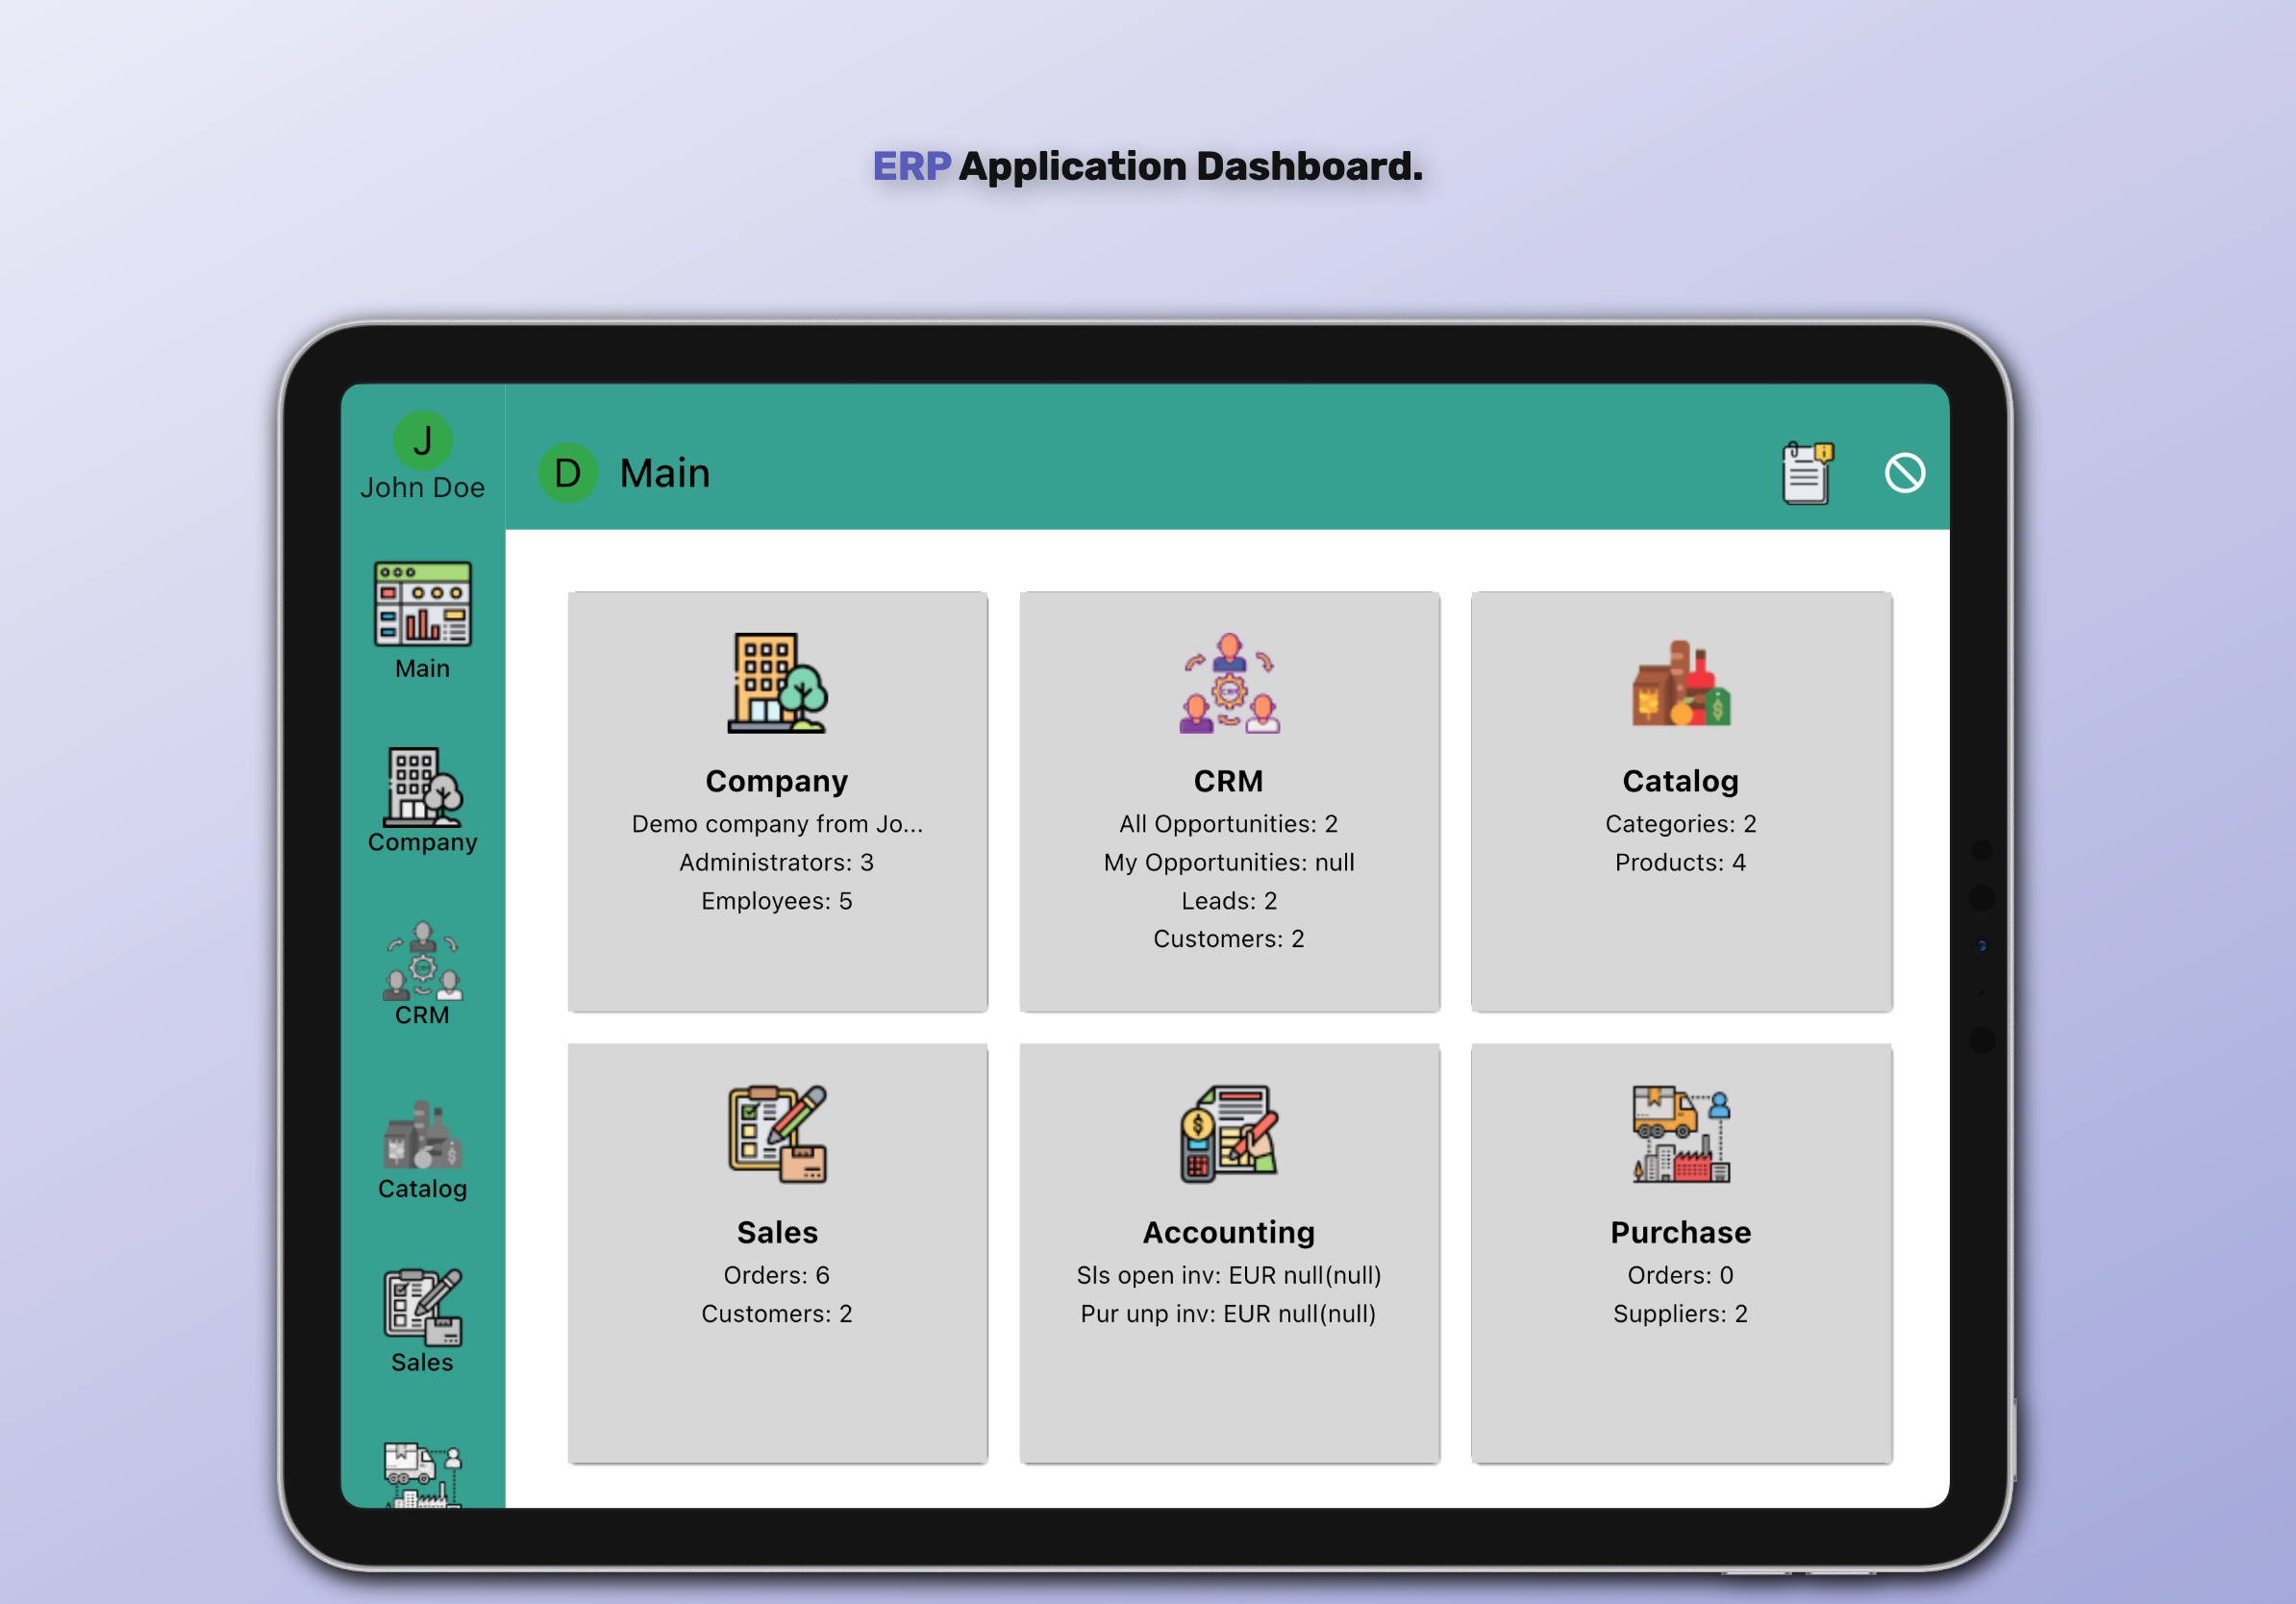 ERP Application Dashboard.
J
John Doe
D Main
Main
Company
CRM
Catalog
Sales
Company
Demo company from Jo...
Administrators: 3
Employees: 5
CRM
All Opportunities: 2
My Opportunities: null
Leads: 2
Customers: 2
Catalog
Categories: 2
Products: 4
Sales
Orders: 6
Customers: 2
Accounting
Sls open inv: EUR null(null)
Pur unp inv: EUR null(null)
Purchase
Orders: 0
Suppliers: 2